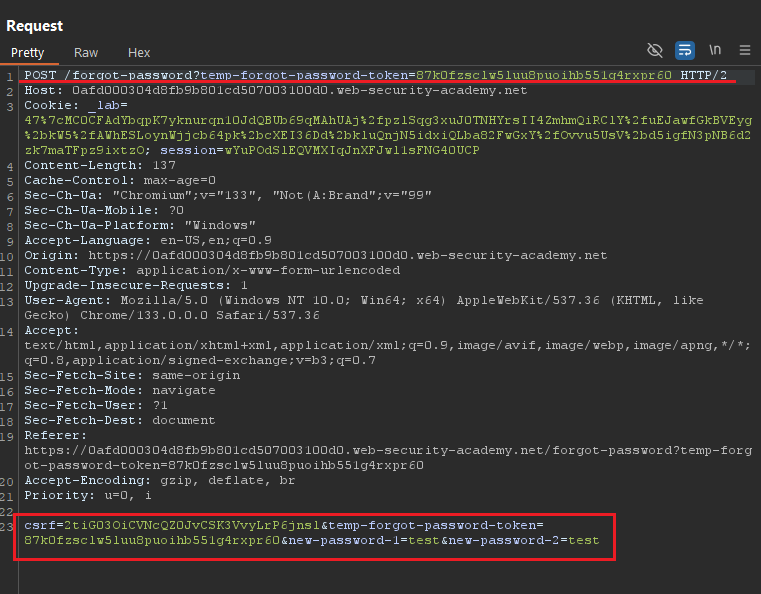 Request
Pretty Raw Hex
\n
1 POST /forgot-password?temp-forgot-password-token=87k0fzsclw5luu8puoihb551g4rxpr60 HTTP/2
2 Host: 0afd000304d8fb9b801cd507003100d0.web-security-academy.net
3 Cookie: _lab=
47%7cMC0CFAdYbqpK7yknurqn10JdQBUb69qMAhUAj%2fpz1Sqg3xuJ0TNHYrsII4ZmhmQiRClY%2fuEJawfGkBVEyg
%2bkW5%2fAWhESLoynWjjcb64pk%2bcXEI36Dd%2bkluQnjN5idxiQLba82FwGxY%2fOvvu5UsV%2bd5igfN3pNB6d2
zk7maTFpz9ixtzO; session=wYuPOdSlEQVMXIqJnXFJwl1sFNG40UCP
4 Content-Length: 137
5 Cache-Control: max-age=0
6 Sec-Ch-Ua: "Chromium";v="133", "Not(A:Brand";v="99"
7 Sec-Ch-Ua-Mobile: ?0
8 Sec-Ch-Ua-Platform: "Windows"
9 Accept-Language: en-US,en;q=0.9
10 Origin: https://0afd000304d8fb9b801cd507003100d0.web-security-academy.net
11 Content-Type: application/x-www-form-urlencoded
12 Upgrade-Insecure-Requests: 1
13 User-Agent: Mozilla/5.0 (Windows NT 10.0; Win64; x64) AppleWebKit/537.36 (KHTML, like
Gecko) Chrome/133.0.0.0 Safari/537.36
14 Accept:
text/html,application/xhtml+xml,application/xml;q=0.9,image/avif,image/webp,image/apng,*/*;
q=0.8,application/signed-exchange;v=b3;q=0.7
15 Sec-Fetch-Site: same-origin
16 Sec-Fetch-Mode: navigate
17 Sec-Fetch-User: ?1
18 Sec-Fetch-Dest: document
19 Referer:
https://0afd000304d8fb9b801cd507003100d0.web-security-academy.net/forgot-password?temp-forg
ot-password-token=87k0fzsclw5luu8puoihb551g4rxpr60
20 Accept-Encoding: gzip, deflate, br
21 Priority: u=0, i
22
23 csrf=2tiG03OiCVNcQZ0JvCSK3VvyLrP6jnsl&temp-forgot-password-token=
87k0fzsclw5luu8puoihb551g4rxpr60&new-password-1=test&new-password-2=test